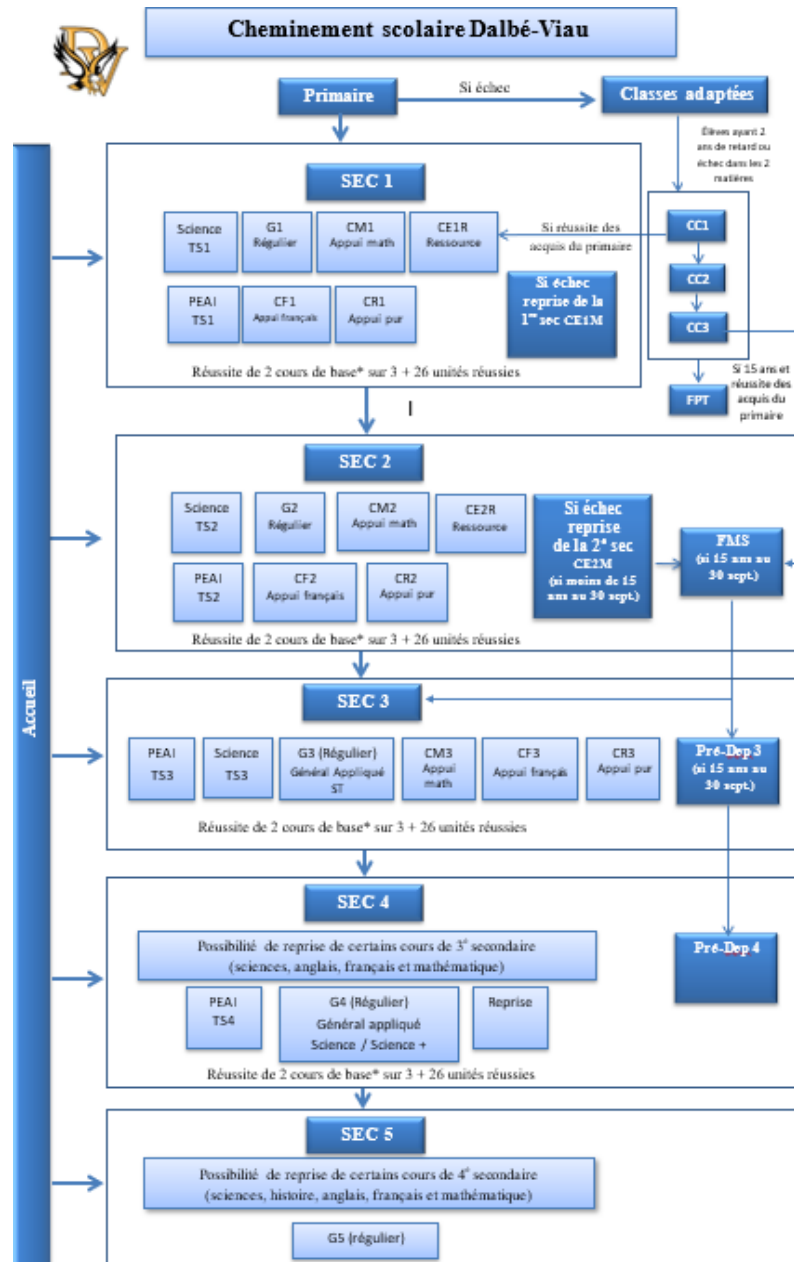 Cheminement scolaire Dalbé-Viau
Primaire
Si échec
Classes adaptées
Élèves ayant 2
ans de retard ou
échec dans les 2
matières
SEC 1
Science
TS1
G1
Régulier
CM1
Appui math
CE1R
Ressource
Si réussite des
acquis du primaire
CC1
CC2
CC3
PEAI
TS1
CF1
Appui français
CR1
Appui pur
Si échec
reprise de la
1re sec CE1M
Réussite de 2 cours de base* sur 3 + 26 unités réussies
Si 15 ans et
réussite des
acquis du
primaire
FPT
SEC 2
Science
TS2
G2
Régulier
CM2
Appui math
CE2R
Ressource
Si échec
reprise
de la 2e sec
CE2M
(si moins de 15
ans au 30 sept.)
FMS
(si 15 ans au
30 sept.)
PEAI
TS2
CF2
Appui français
CR2
Appui pur
Réussite de 2 cours de base* sur 3 + 26 unités réussies
Accueil
SEC 3
PEAI
TS3
Science
TS3
G3 (Régulier)
Général Appliqué
ST
CM3
Appui
math
CF3
Appui français
CR3
Appui pur
Pré-Dep 3
(si 15 ans au
30 sept.)
Réussite de 2 cours de base* sur 3 + 26 unités réussies
SEC 4
Possibilité de reprise de certains cours de 3e secondaire
(sciences, anglais, français et mathématique)
Pré-Dep 4
PEAI
TS4
G4 (Régulier)
Général appliqué
Science / Science +
Reprise
Réussite de 2 cours de base* sur 3 + 26 unités réussies
SEC 5
Possibilité de reprise de certains cours de 4e secondaire
(sciences, histoire, anglais, français et mathématique)
G5 (régulier)